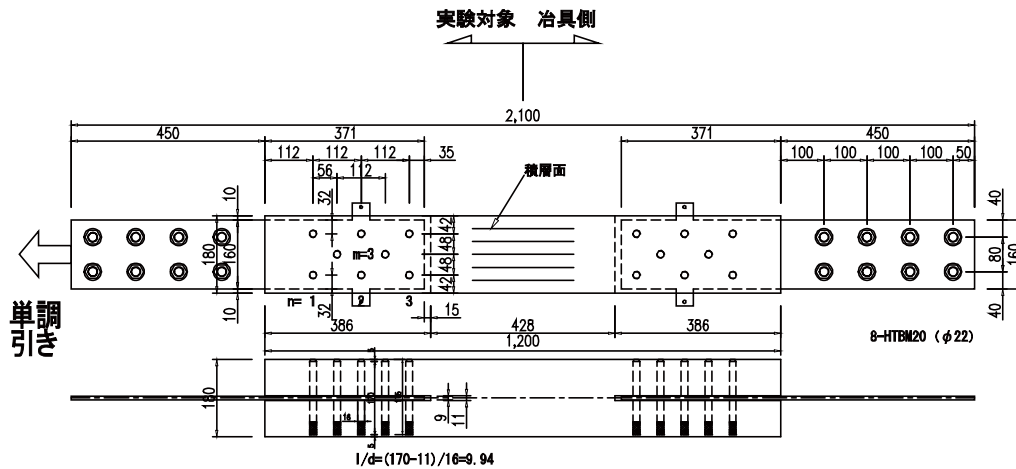 実験対象 冶具側
2,100
450 371 371 450
112 112 112 35
100 100 100 100 50
56 112
積層面
10 32 42 40
180 160 m=3 48 48 80 160
10 32 42 40
n= 1 2 3
15
単調
引き
386 428 386
1,200
8-HTBM20 (φ22)
180
16
9 11
5
l/d=(170-11)/16=9.94